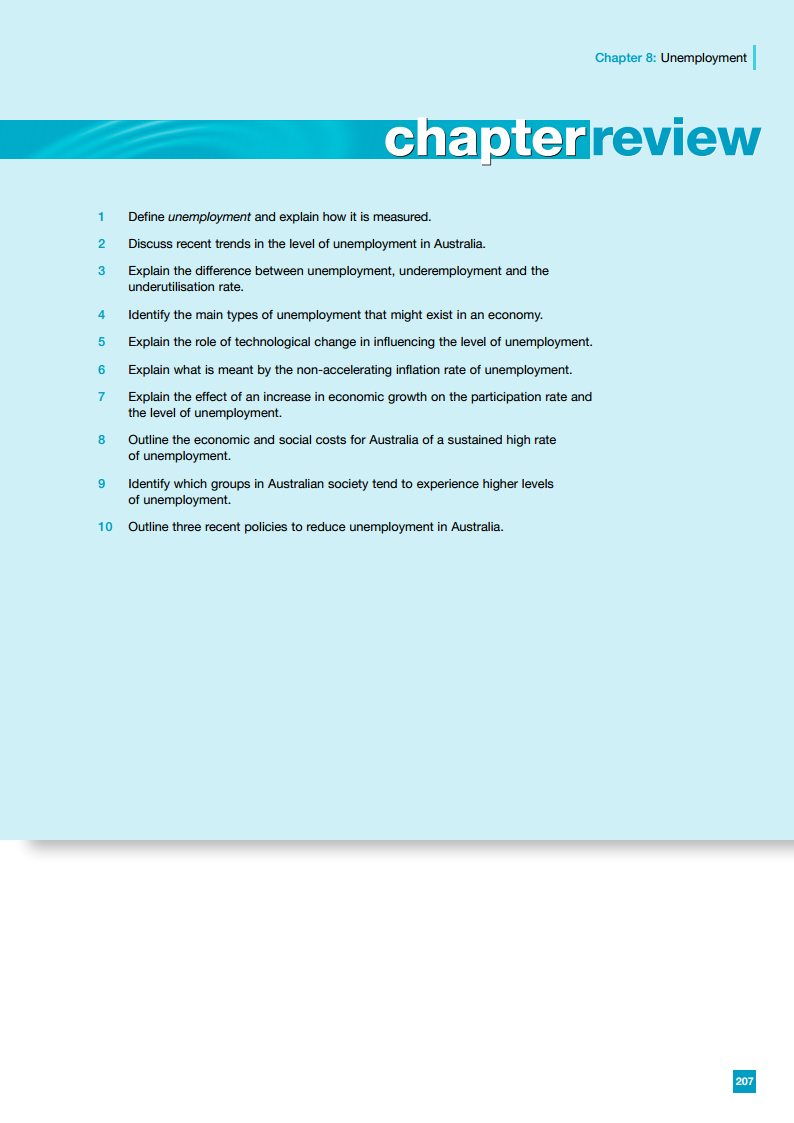 Chapter 8: Unemployment
chapterreview
1 Define unemployment and explain how it is measured.
2 Discuss recent trends in the level of unemployment in Australia.
3 Explain the difference between unemployment, underemployment and the
underutilisation rate.
4 Identify the main types of unemployment that might exist in an economy.
5 Explain the role of technological change in influencing the level of unemployment.
6 Explain what is meant by the non-accelerating inflation rate of unemployment.
7 Explain the effect of an increase in economic growth on the participation rate and
the level of unemployment.
8 Outline the economic and social costs for Australia of a sustained high rate
of unemployment.
9 Identify which groups in Australian society tend to experience higher levels
of unemployment.
10 Outline three recent policies to reduce unemployment in Australia.
207